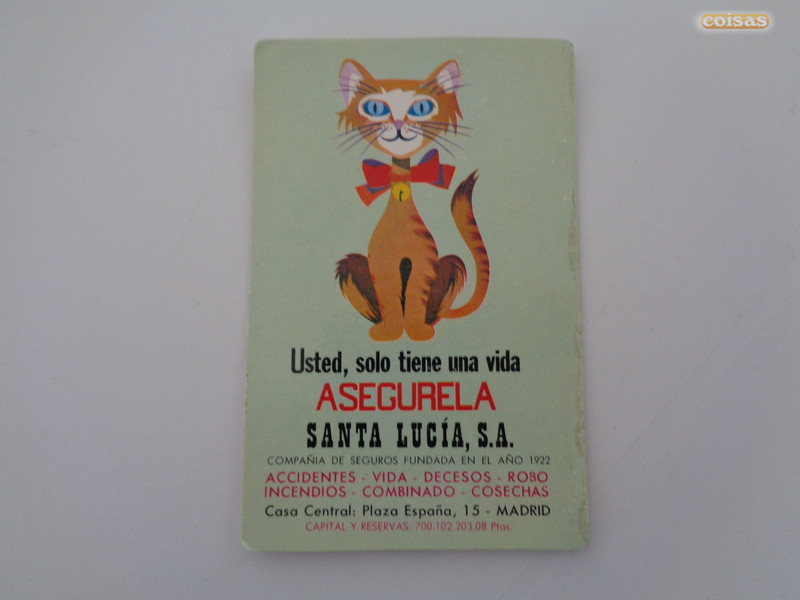 coisas
Usted, solo tiene una vida
ASEGURELA
SANTA LUCÍA, S.A.
COMPAÑIA DE SEGUROS FUNDADA EN EL AÑO 1922
ACCIDENTES - VIDA - DECESOS - ROBO
INCENDIOS - COMBINADO - COSECHAS
Casa Central: Plaza España, 15 - MADRID
CAPITAL Y RESERVAS: 700.102.203,08 Ptas.